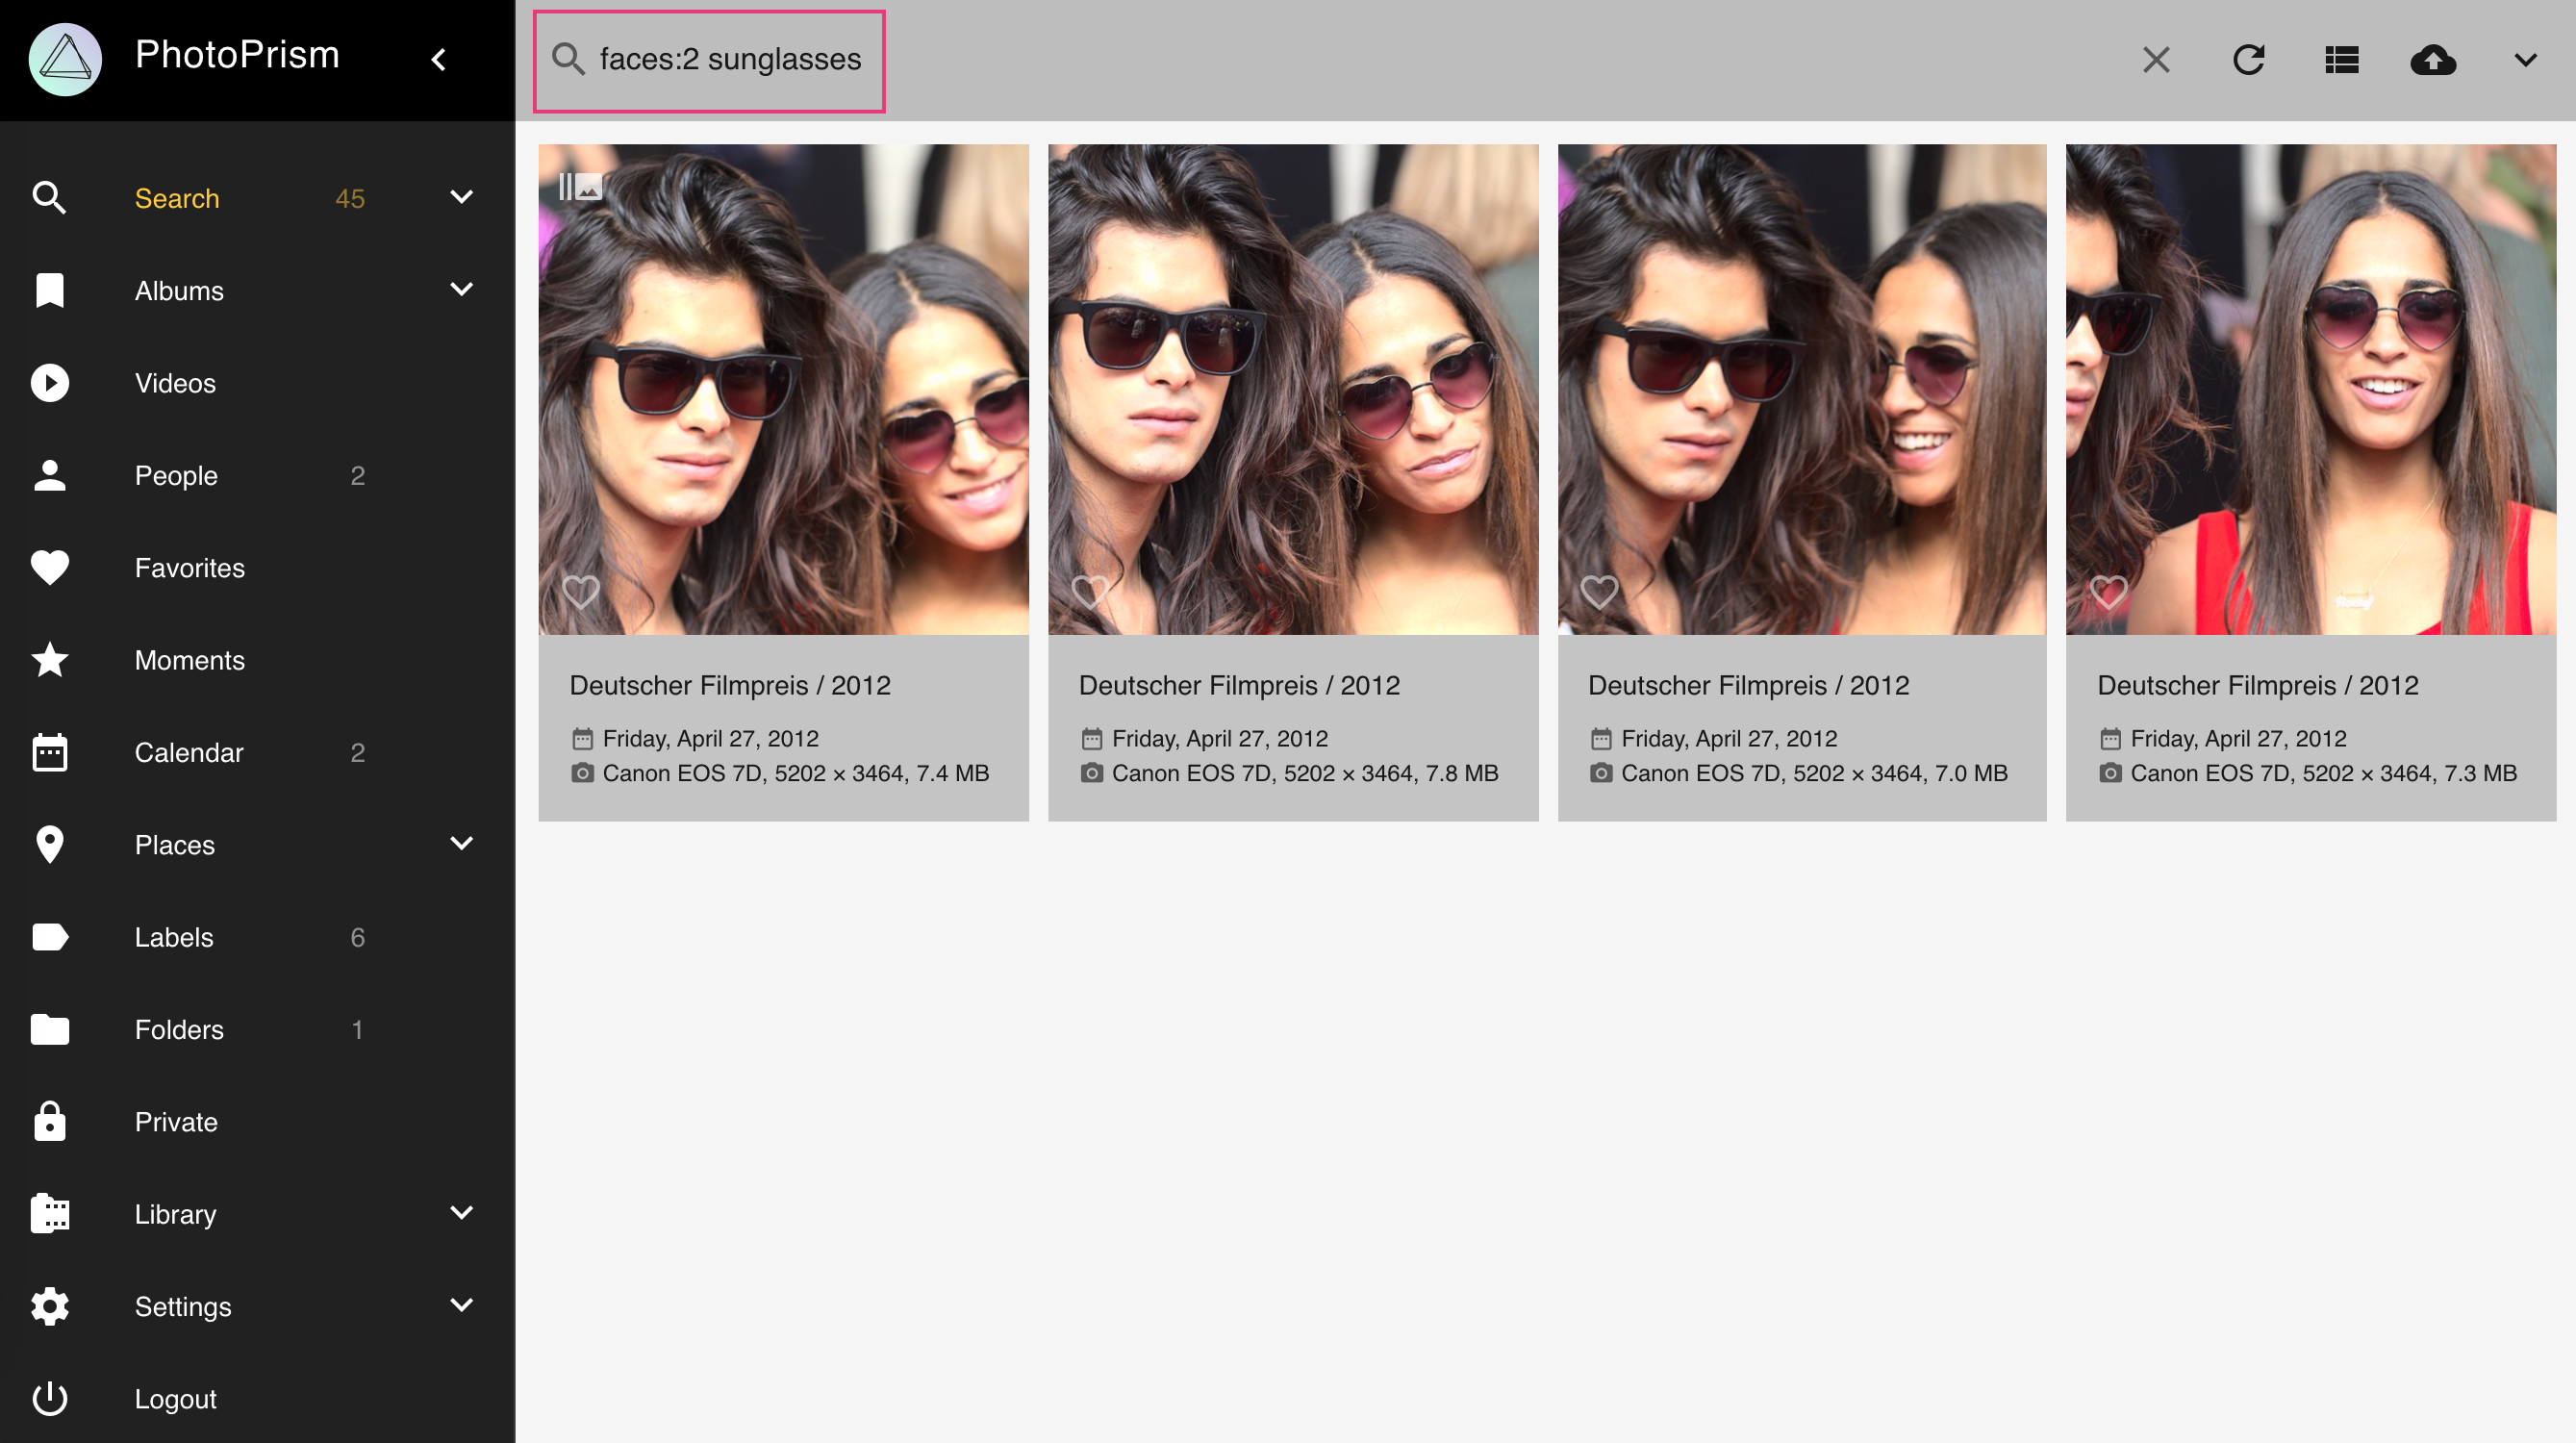 PhotoPrism
faces:2 sunglasses
Search 45
Albums
Videos
People 2
Favorites
Moments
Calendar 2
Places
Labels 6
Folders 1
Private
Library
Settings
Logout
Deutscher Filmpreis / 2012
Friday, April 27, 2012
Canon EOS 7D, 5202 × 3464, 7.4 MB
Deutscher Filmpreis / 2012
Friday, April 27, 2012
Canon EOS 7D, 5202 × 3464, 7.8 MB
Deutscher Filmpreis / 2012
Friday, April 27, 2012
Canon EOS 7D, 5202 × 3464, 7.0 MB
Deutscher Filmpreis / 2012
Friday, April 27, 2012
Canon EOS 7D, 5202 × 3464, 7.3 MB